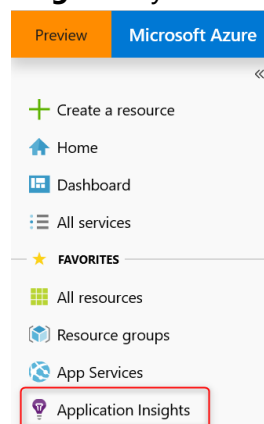 Preview Microsoft Azure
«
Create a resource
Home
Dashboard
All services
FAVORITES
All resources
Resource groups
App Services
Application Insights